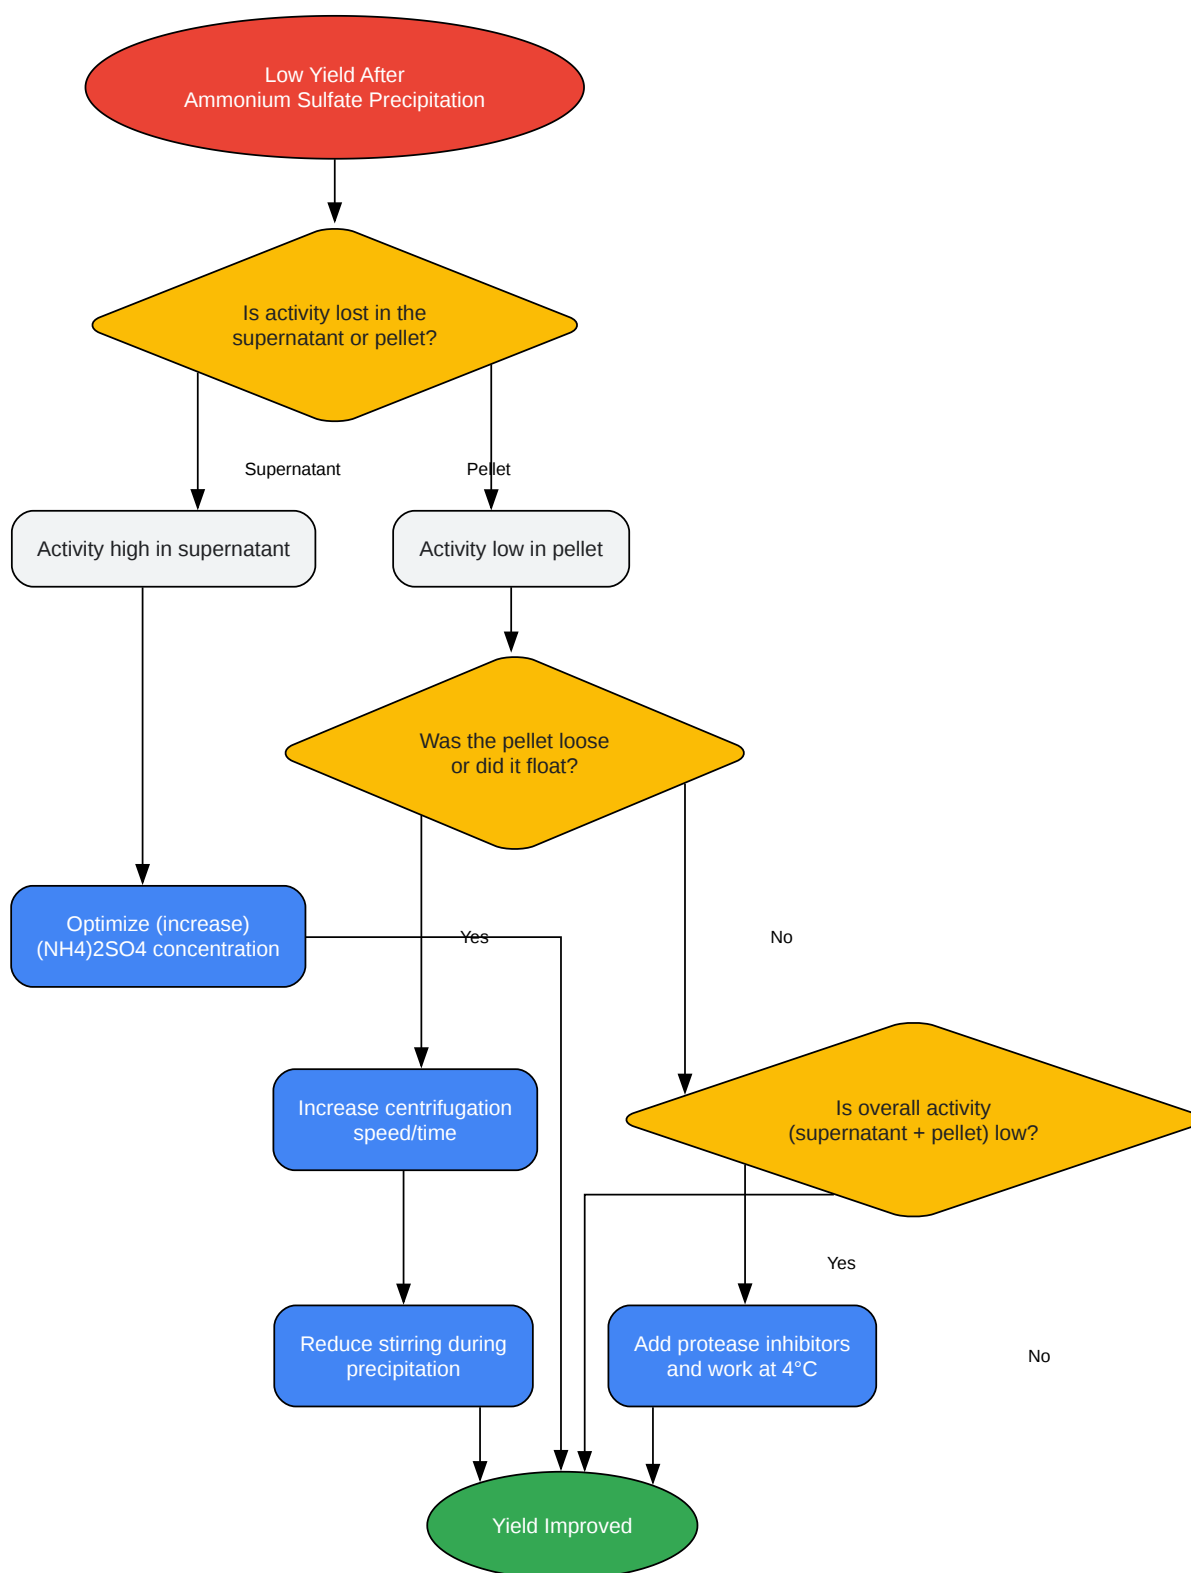 Low Yield After
Ammonium Sulfate Precipitation
Is activity lost in the
supernatant or pellet?
Supernatant
Pellet
Activity high in supernatant
Activity low in pellet
Was the pellet loose
or did it float?
Optimize (increase)
(NH4)2SO4 concentration
Yes
No
Increase centrifugation
speed/time
Is overall activity
(supernatant + pellet) low?
Yes
Reduce stirring during
precipitation
Add protease inhibitors
and work at 4°C
No
Yield Improved